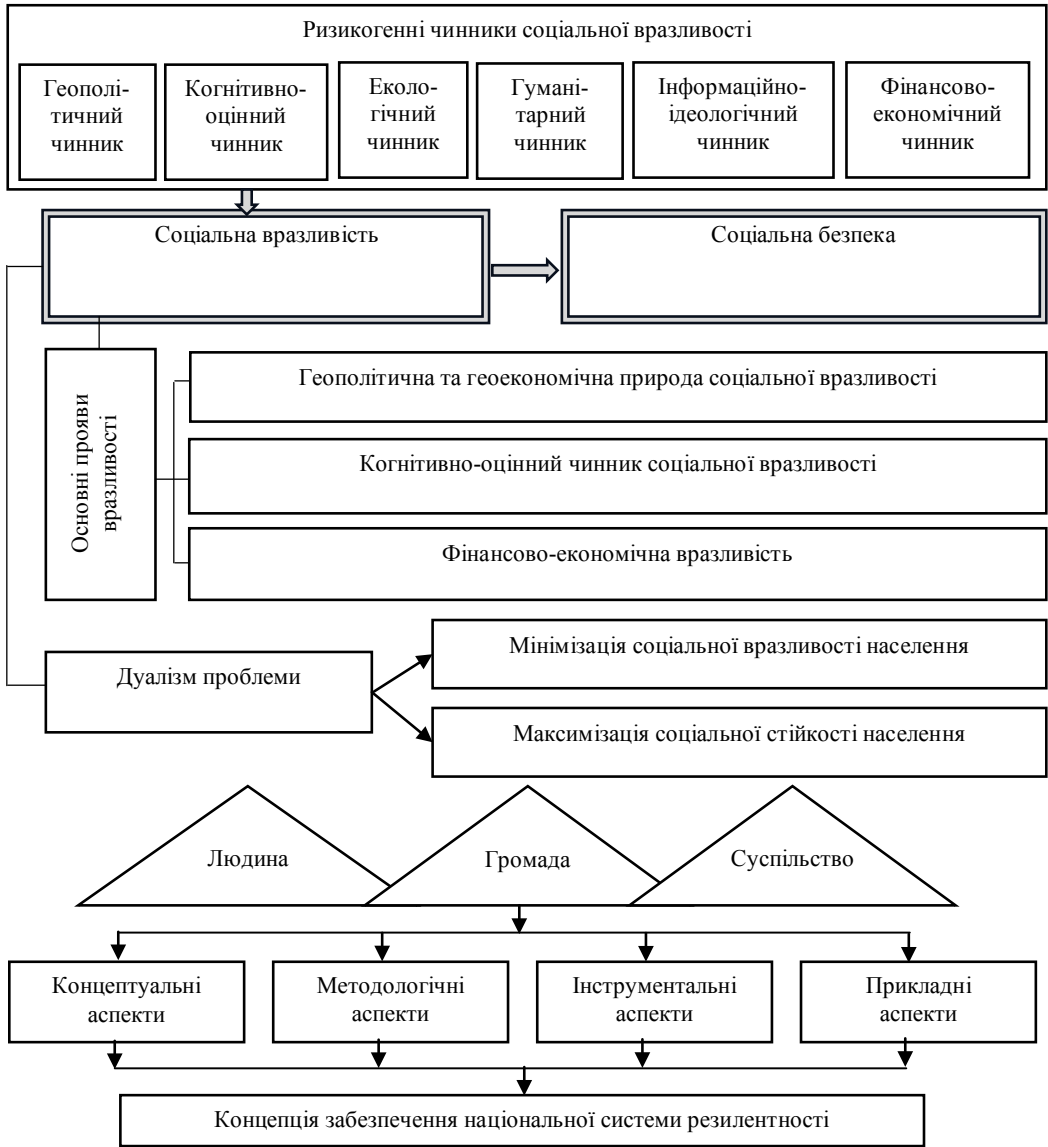 Ризикогенні чинники соціальної вразливості
Геополі-
тичний
чинник
Когнитивно-
оцінний
чинник
Еколо-
гічний
чинник
Гумані-
тарний
чинник
Інформаційно-
ідеологічний
чинник
Фінансово-
економічний
чинник
Соціальна вразливість
Соціальна безпека
Основні прояви
вразливості
Геополітична та геоекономічна природа соціальної вразливості
Когнітивно-оцінний чинник соціальної вразливості
Фінансово-економічна вразливість
Дуалізм проблеми
Мінімізація соціальної вразливості населення
Максимізація соціальної стійкості населення
Людина
Громада
Суспільство
Концептуальні
аспекти
Методологічні
аспекти
Інструментальні
аспекти
Прикладні
аспекти
Концепція забезпечення національної системи резилентності